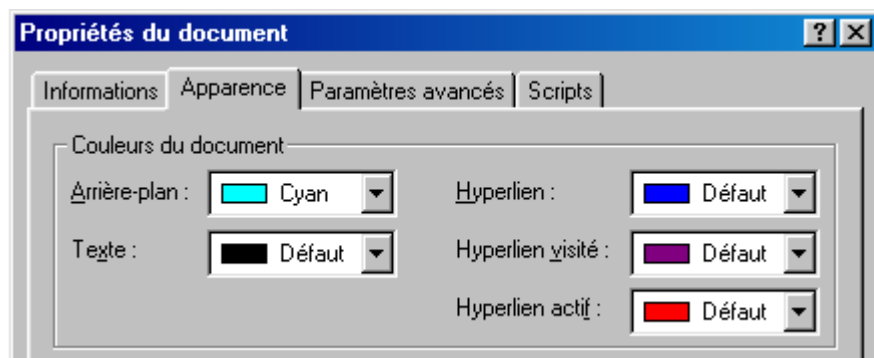 Propriétés du document
Informations Apparence Paramètres avancés Scripts
Couleurs du document
Arrière-plan : Cyan Hyperlien : Défaut
Texte : Défaut Hyperlien visité : Défaut
Hyperlien actif : Défaut